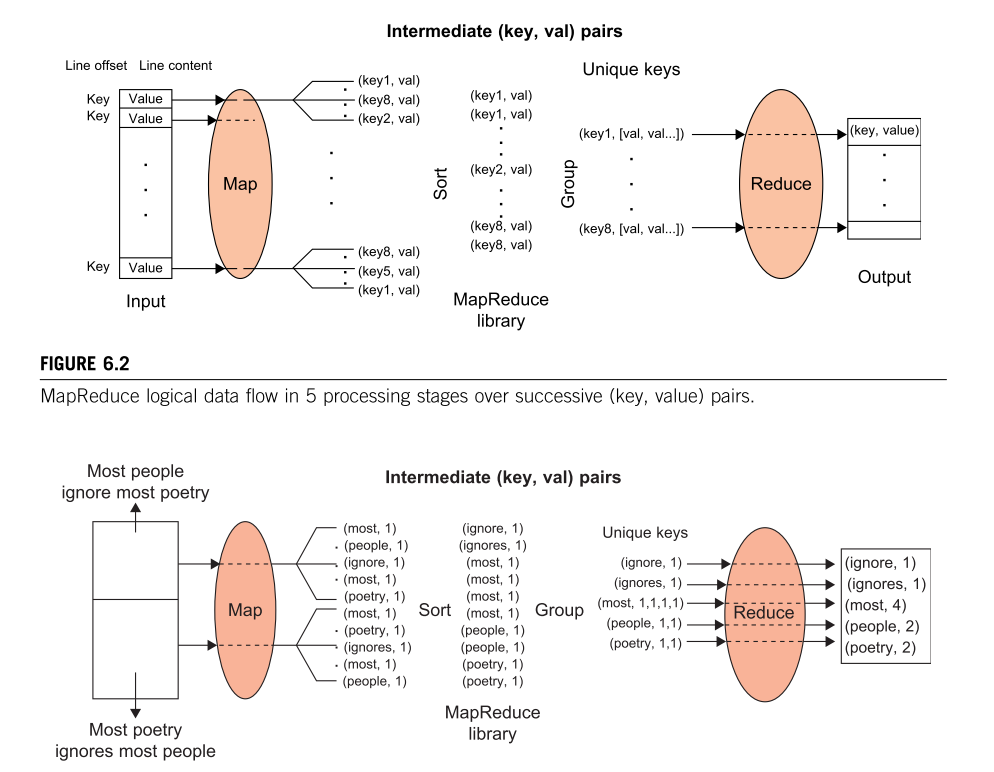 Intermediate (key, val) pairs
Line offset Line content
Unique keys
Key Value
Key Value
Key Value
Input
Map
(key1, val)
(key8, val)
(key2, val)
(key8, val)
(key5, val)
(key1, val)
Sort
(key1, val)
(key1, val)
(key2, val)
(key8, val)
(key8, val)
MapReduce
library
Group
(key1, [val, val...])
(key8, [val, val...])
Reduce
(key, value)
Output
FIGURE 6.2
MapReduce logical data flow in 5 processing stages over successive (key, value) pairs.
Most people
ignore most poetry
Intermediate (key, val) pairs
Map
(most, 1)
(people, 1)
(ignore, 1)
(most, 1)
(poetry, 1)
(most, 1)
(poetry, 1)
(ignores, 1)
(most, 1)
(people, 1)
Sort
(ignore, 1)
(ignores, 1)
(most, 1)
(most, 1)
(most, 1)
(most, 1)
(people, 1)
(people, 1)
(poetry, 1)
(poetry, 1)
MapReduce
library
Group
Unique keys
(ignore, 1)
(ignores, 1)
(most, 1,1,1,1)
(people, 1,1)
(poetry, 1,1)
Reduce
(ignore, 1)
(ignores, 1)
(most, 4)
(people, 2)
(poetry, 2)
Most poetry
ignores most people